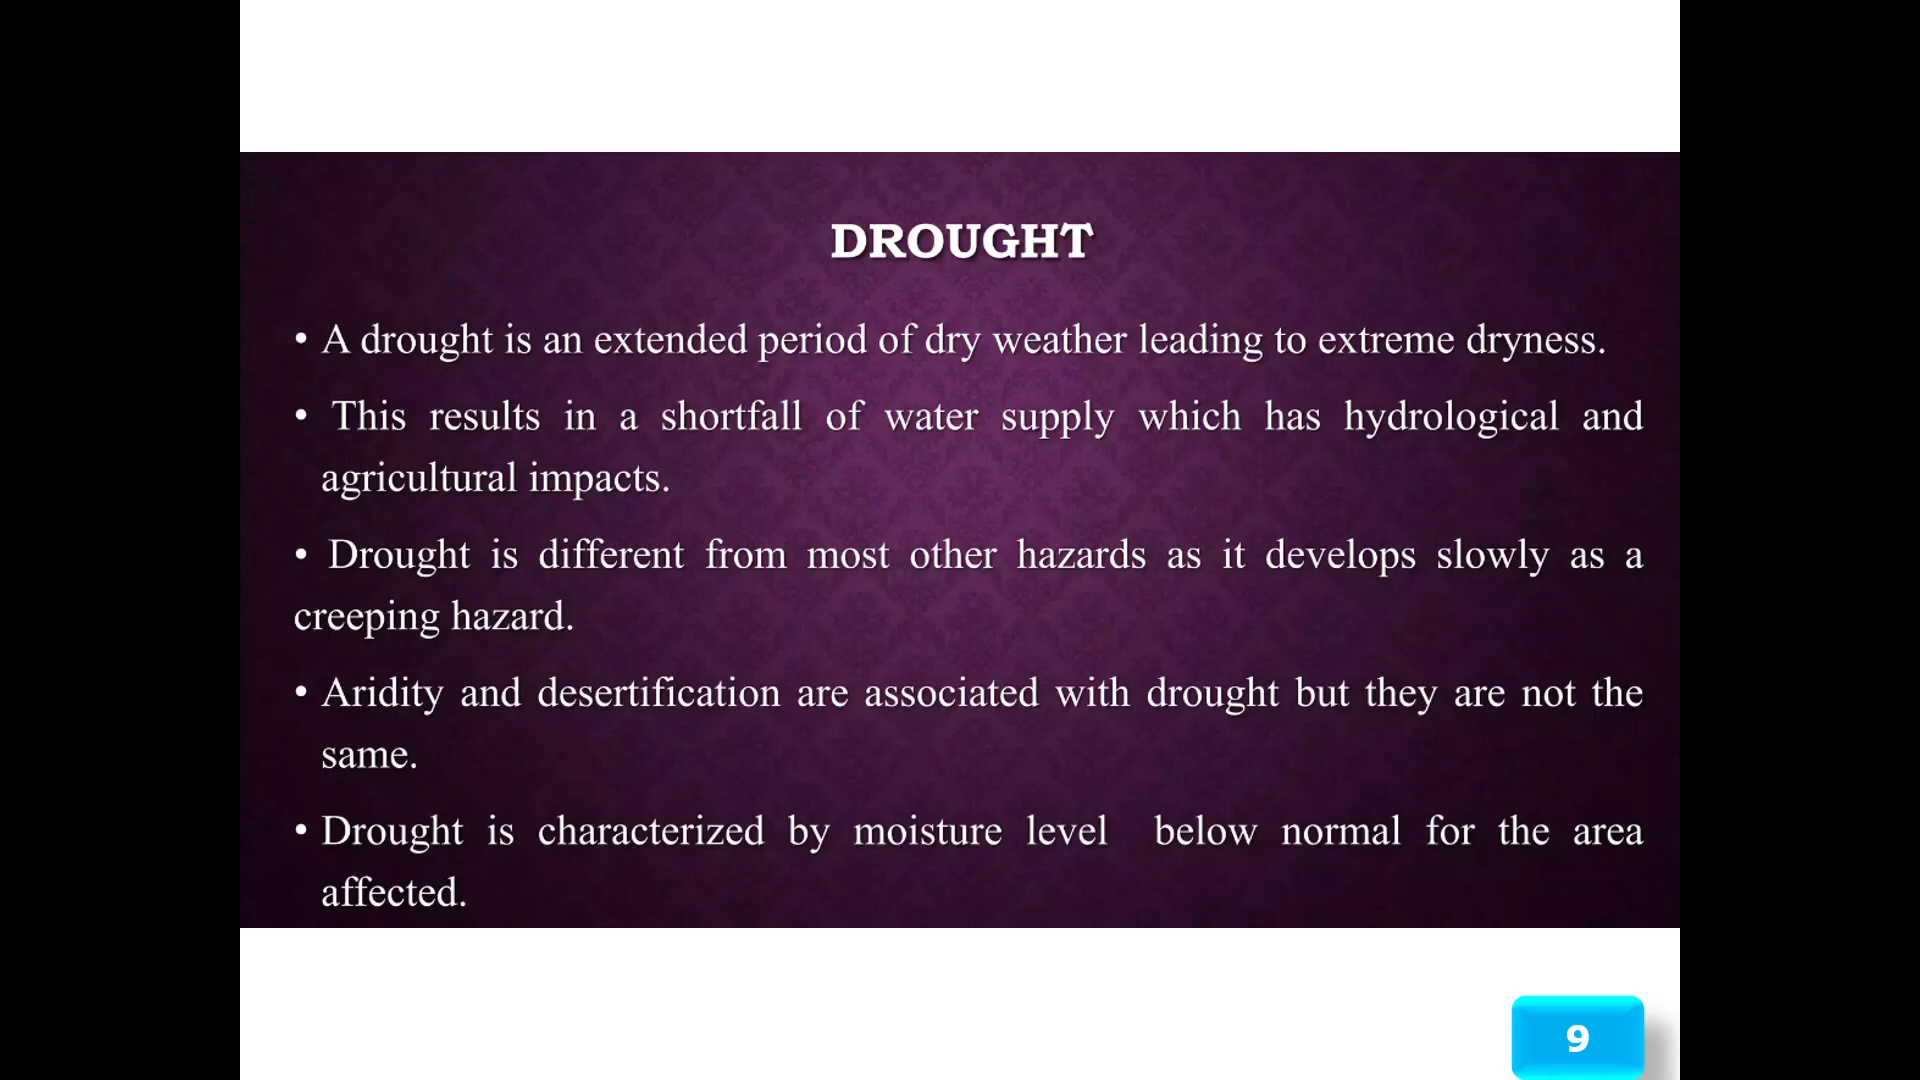 DROUGHT
• A drought is an extended period of dry weather leading to extreme dryness.
• This results in a shortfall of water supply which has hydrological and
agricultural impacts.
• Drought is different from most other hazards as it develops slowly as a
creeping hazard.
• Aridity and desertification are associated with drought but they are not the
same.
• Drought is characterized by moisture level below normal for the area
affected.
9